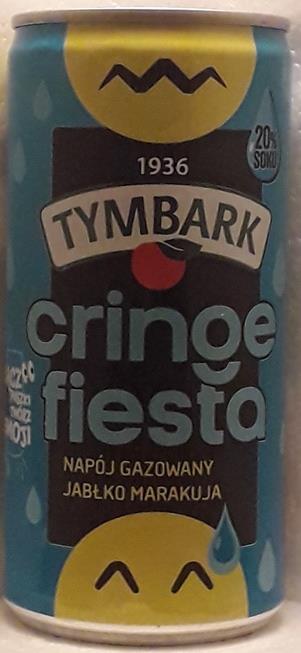 20%
SOKU
1936
TYMBARK
cringe
fiesta
NAPÓJ GAZOWANY
JABŁKO MARAKUJA